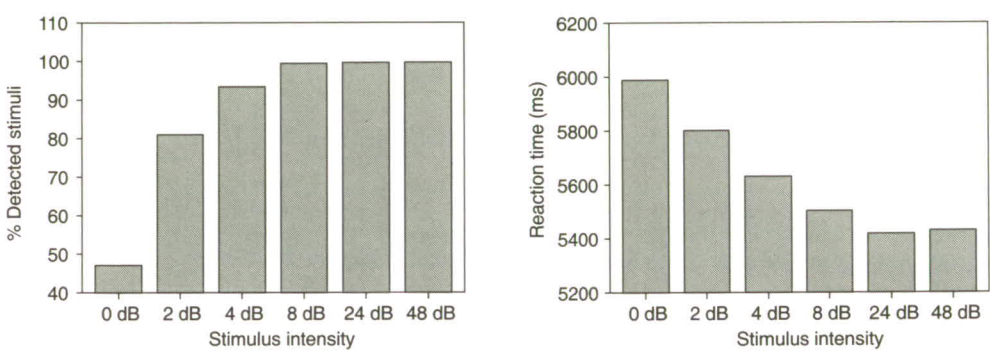 110
100
90
80
70
60
50
40
% Detected stimuli
0 dB 2 dB 4 dB 8 dB 24 dB 48 dB
Stimulus intensity
6200
6000
5800
5600
5400
5200
Reaction time (ms)
0 dB 2 dB 4 dB 8 dB 24 dB 48 dB
Stimulus intensity